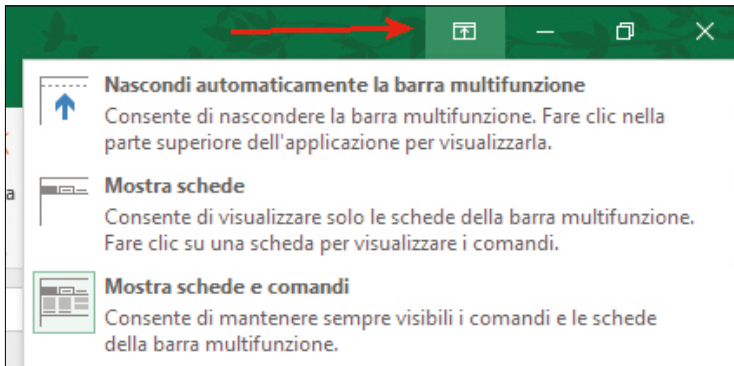 Nascondi automaticamente la barra multifunzione
Consente di nascondere la barra multifunzione. Fare clic nella
parte superiore dell'applicazione per visualizzarla.
a
Mostra schede
Consente di visualizzare solo le schede della barra multifunzione.
Fare clic su una scheda per visualizzare i comandi.
Mostra schede e comandi
Consente di mantenere sempre visibili i comandi e le schede
della barra multifunzione.